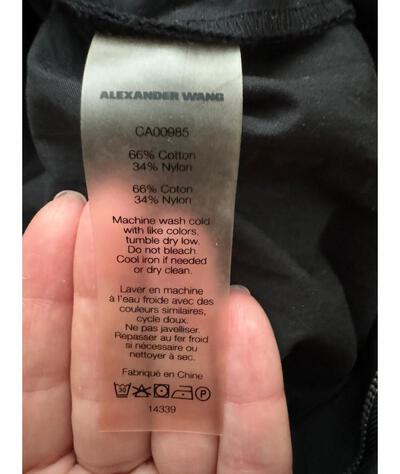 ALEXANDER WANG
CA00985
66% Cotton
34% Nylon
66% Coton
34% Nylon
Machine wash cold
with like colors,
tumble dry low.
Do not bleach.
Cool iron if needed
or dry clean.
Laver en machine
à l'eau froide avec des
couleurs similaires,
cycle doux.
Ne pas javelliser.
Repasser au fer froid
si nécessaire ou
nettoyer à sec.
Fabriqué en Chine
30 P
14339